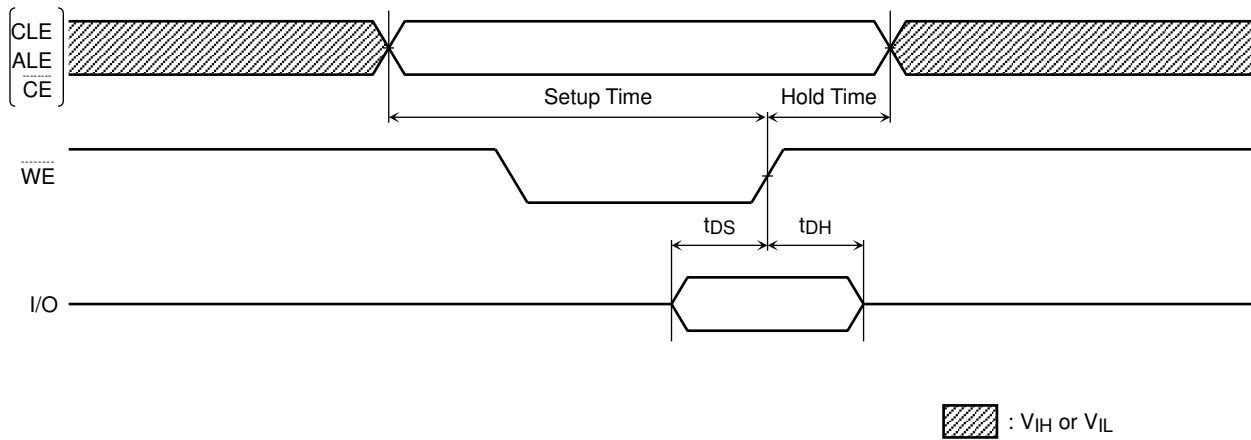 CLE
ALE
CE
Setup Time
Hold Time
WE
tDS
tDH
I/O
: VIH or VIL